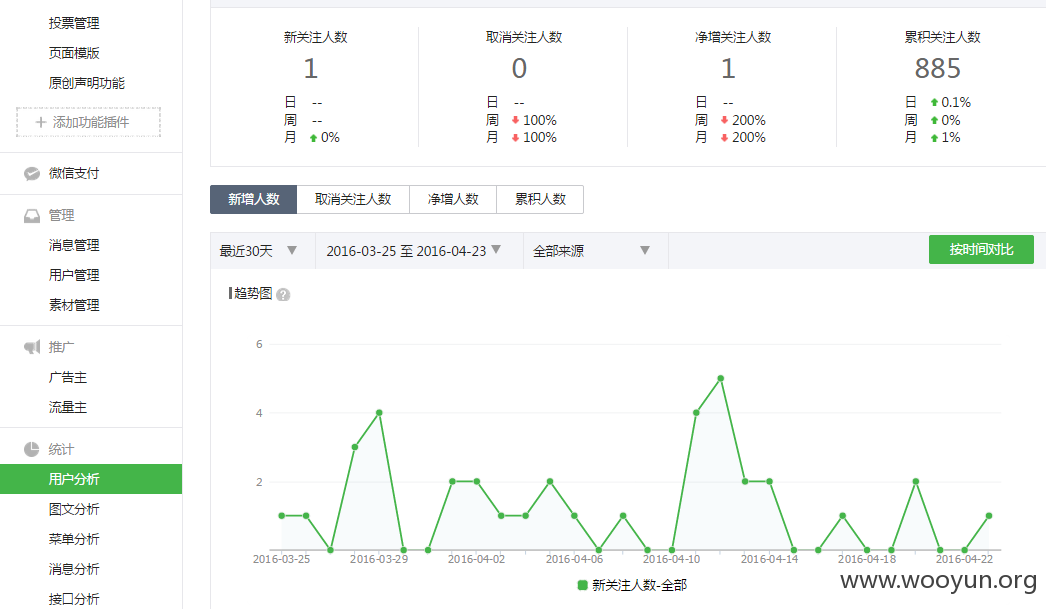 投票管理
页面模版
原创声明功能
+ 添加功能插件
微信支付
管理
消息管理
用户管理
素材管理
推广
广告主
流量主
统计
用户分析
图文分析
菜单分析
消息分析
接口分析
新关注人数 取消关注人数 净增关注人数 累积关注人数
1 0 1 885
日 -- 日 -- 日 -- 日 0.1%
周 -- 周 100% 周 200% 周 0%
月 0% 月 100% 月 200% 月 1%
新增人数 取消关注人数 净增人数 累积人数
最近30天 2016-03-25 至 2016-04-23 全部来源 按时间对比
趋势图 ?
6
4
2
2016-03-25 2016-03-29 2016-04-02 2016-04-06 2016-04-10 2016-04-14 2016-04-18 2016-04-22
新关注人数-全部
www.wooyun.org